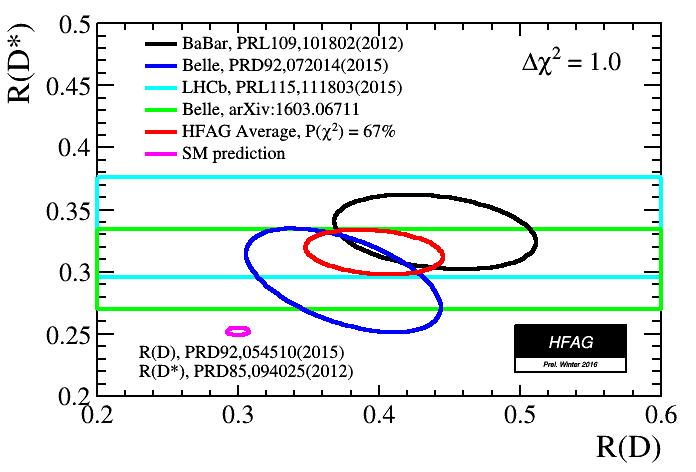 R(D*)
0.5
0.45
0.4
0.35
0.3
0.25
0.2
BaBar, PRL109,101802(2012)
Belle, PRD92,072014(2015)
LHCb, PRL115,111803(2015)
Belle, arXiv:1603.06711
HFAG Average, P(χ²) = 67%
SM prediction
Δχ² = 1.0
R(D), PRD92,054510(2015)
R(D*), PRD85,094025(2012)
HFAG
Prel. Winter 2016
0.2 0.3 0.4 0.5 0.6
R(D)